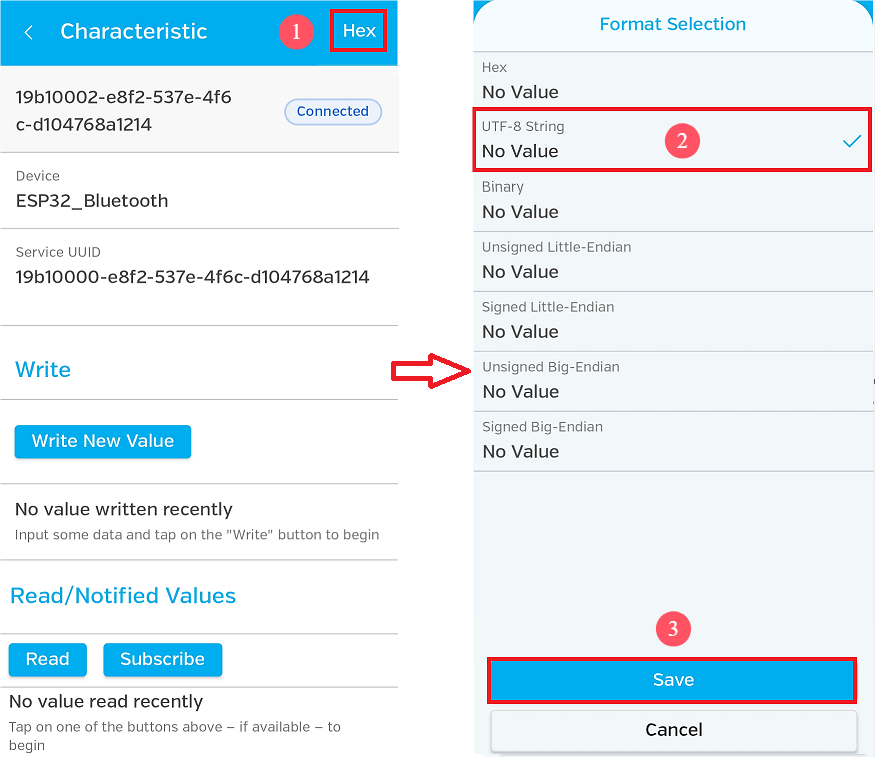 Characteristic
1
Hex
19b10002-e8f2-537e-4f6
c-d104768a1214
Connected
Device
ESP32_Bluetooth
Service UUID
19b10000-e8f2-537e-4f6c-d104768a1214
Write
Write New Value
No value written recently
Input some data and tap on the "Write" button to begin
Read/Notified Values
Read
Subscribe
No value read recently
Tap on one of the buttons above – if available – to
begin
Format Selection
Hex
No Value
UTF-8 String
No Value
2
Binary
No Value
Unsigned Little-Endian
No Value
Signed Little-Endian
No Value
Unsigned Big-Endian
No Value
Signed Big-Endian
No Value
3
Save
Cancel